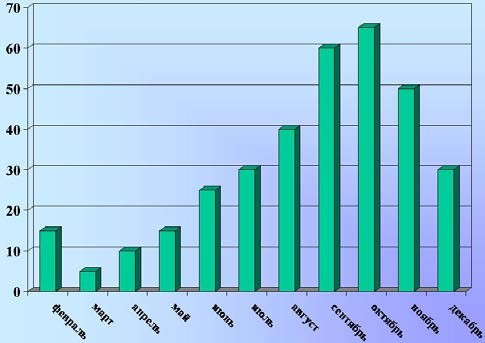 70
60
50
40
30
20
10
0
февраль
март
апрель
май
июнь
июль
август
сентябрь
октябрь
ноябрь
декабрь